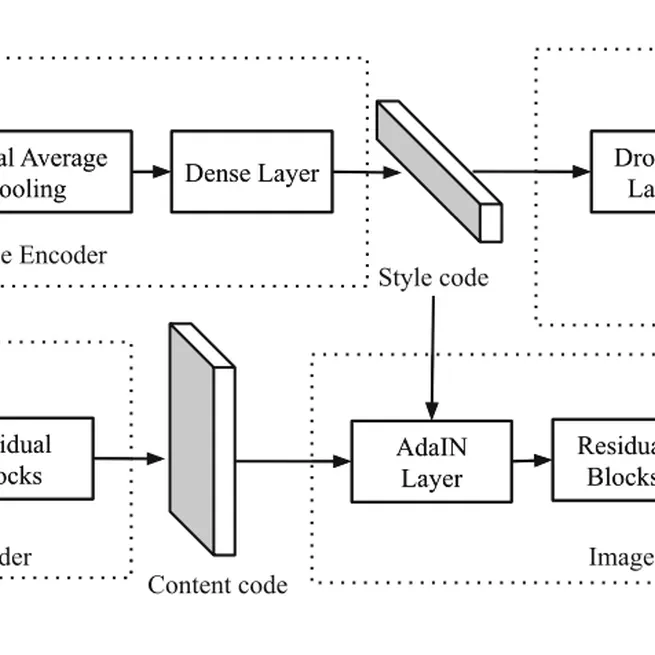 al Average
ooling
Dense Layer
Dro
La
e Encoder
Style code
idual
ocks
AdaIN
Layer
Residua
Blocks
der
Image
Content code